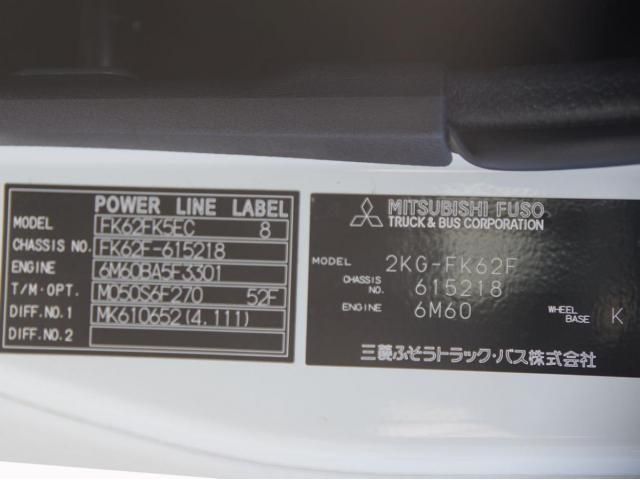 POWER LINE LABEL
MODEL FK62FK5EC 8
CHASSIS NO. FK62F-615218
ENGINE 6M60BA5F3301
T/M·OPT. M050S6F270 52F
DIFF.NO.1 MK610652(4.111)
DIFF.NO.2
MITSUBISHI FUSO
TRUCK & BUS CORPORATION
MODEL 2KG-FK62F
CHASSIS NO. 615218
ENGINE 6M60 WHEEL BASE K
三菱ふそうトラック・バス株式会社